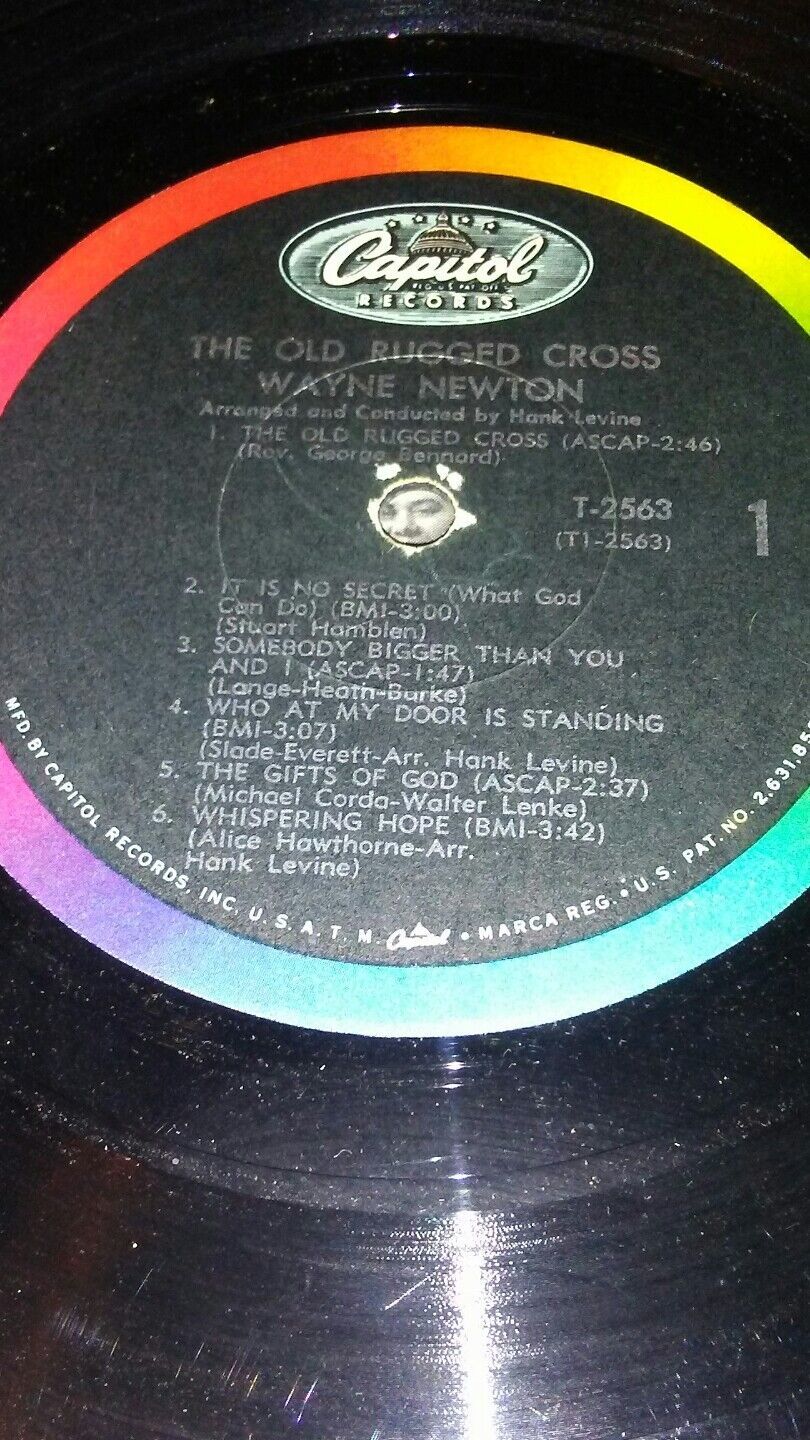 Capitol
REG. U.S. PAT. OFF.
RECORDS
THE OLD RUGGED CROSS
WAYNE NEWTON
Arranged and Conducted by Hank Levine
1. THE OLD RUGGED CROSS (ASCAP-2:46)
(Rev. George Bennard)
T-2563
(T1-2563)
1
2. IT IS NO SECRET (What God
Can Do) (BMI-3:00)
(Stuart Hamblen)
3. SOMEBODY BIGGER THAN YOU
AND I (ASCAP-1:47)
(Lange-Heath-Burke)
4. WHO AT MY DOOR IS STANDING
(BMI-3:07)
(Slade-Everett-Arr. Hank Levine)
5. THE GIFTS OF GOD (ASCAP-2:37)
(Michael Corda-Walter Lenke)
6. WHISPERING HOPE (BMI-3:42)
(Alice Hawthorne-Arr.
Hank Levine)
MFD. BY CAPITOL RECORDS, INC. U.S.A. T.M. Capitol • MARCA REG. • U.S. PAT. NO. 2,631,85